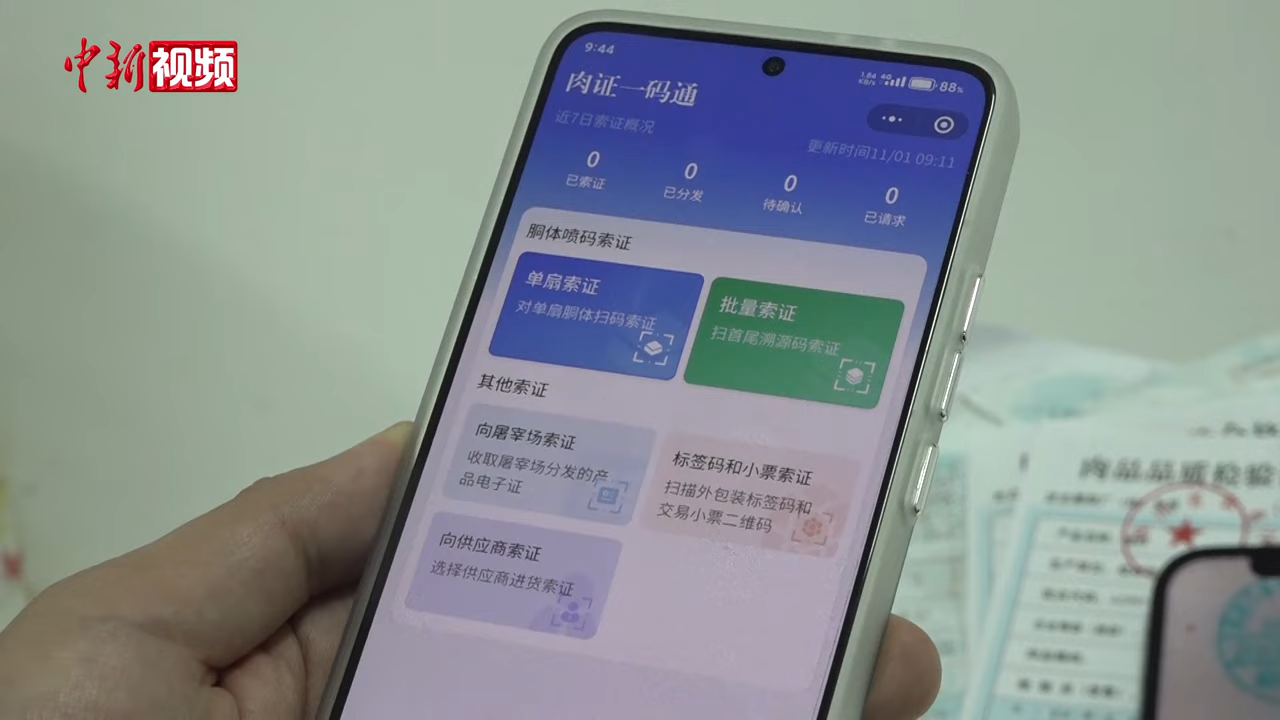 中新视频
9:44
1.84 KB/s 4G 88%
肉证一码通
近7日索证概况
更新时间11/01 09:11
0 0 0 0
已索证 已分发 待确认 已请求
胴体喷码索证
单扇索证
对单扇胴体扫码索证
批量索证
扫首尾溯源码索证
其他索证
向屠宰场索证
收取屠宰场分发的产
品电子证
标签码和小票索证
扫描外包装标签码和
交易小票二维码
向供应商索证
选择供应商进货索证
肉品品质检验